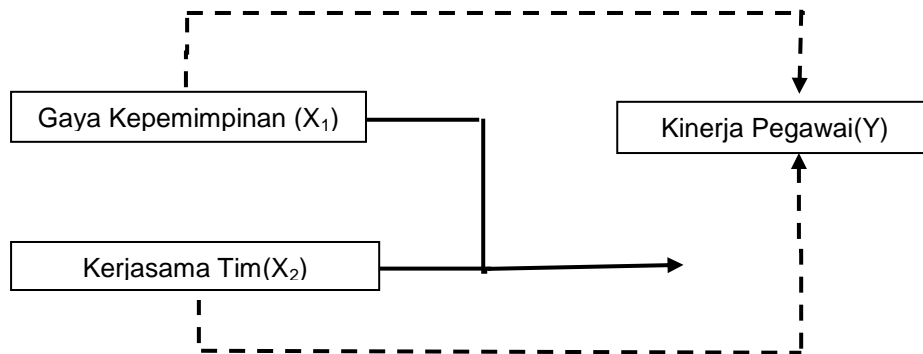 Gaya Kepemimpinan (X₁)
Kinerja Pegawai(Y)
Kerjasama Tim(X₂)